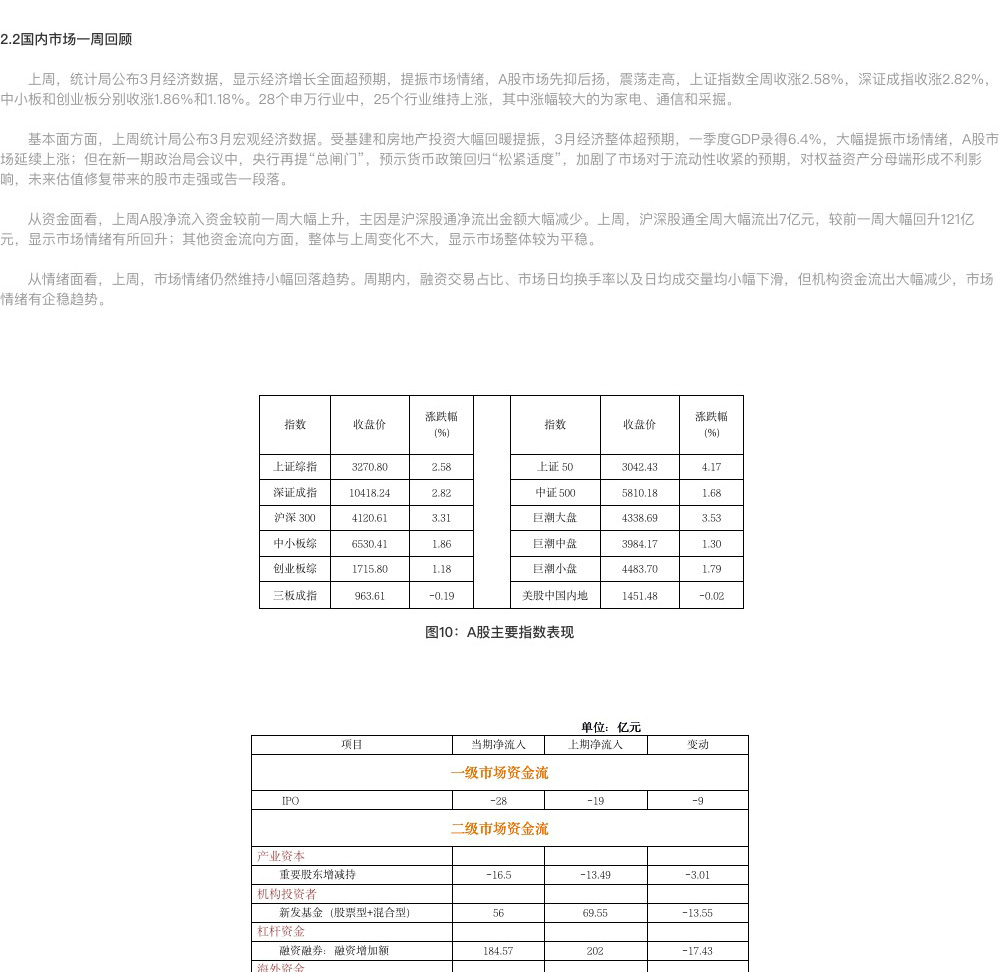 2.2国内市场一周回顾
上周，统计局公布3月经济数据，显示经济增长全面超预期，提振市场情绪，A股市场先抑后扬，震荡走高，上证指数全周收涨2.58%，深证成指收涨2.82%，
中小板和创业板分别收涨1.86%和1.18%。28个申万行业中，25个行业维持上涨，其中涨幅较大的为家电、通信和采掘。
基本面方面，上周统计局公布3月宏观经济数据。受基建和房地产投资大幅回暖提振，3月经济整体超预期，一季度GDP录得6.4%，大幅提振市场情绪，A股市
场延续上涨；但在新一期政治局会议中，央行再提“总闸门”，预示货币政策回归“松紧适度”，加剧了市场对于流动性收紧的预期，对权益资产分母端形成不利影
响，未来估值修复带来的股市走强或告一段落。
从资金面看，上周A股净流入资金较前一周大幅上升，主因是沪深股通净流出金额大幅减少。上周，沪深股通全周大幅流出7亿元，较前一周大幅回升121亿
元，显示市场情绪有所回升；其他资金流向方面，整体与上周变化不大，显示市场整体较为平稳。
从情绪面看，上周，市场情绪仍然维持小幅回落趋势。周期内，融资交易占比、市场日均换手率以及日均成交量均小幅下滑，但机构资金流出大幅减少，市场
情绪有企稳趋势。
指数 收盘价 涨跌幅 (%) 指数 收盘价 涨跌幅 (%)
上证综指 3270.80 2.58 上证 50 3042.43 4.17
深证成指 10418.24 2.82 中证 500 5810.18 1.68
沪深 300 4120.61 3.31 巨潮大盘 4338.69 3.53
中小板综 6530.41 1.86 巨潮中盘 3984.17 1.30
创业板综 1715.80 1.18 巨潮小盘 4483.70 1.79
三板成指 963.61 -0.19 美股中国内地 1451.48 -0.02
图10：A股主要指数表现
单位：亿元
项目 当期净流入 上期净流入 变动
一级市场资金流
IPO -28 -19 -9
二级市场资金流
产业资本
重要股东增减持 -16.5 -13.49 -3.01
机构投资者
新发基金（股票型+混合型） 56 69.55 -13.55
杠杆资金
融资融券：融资增加额 184.57 202 -17.43
海外资金